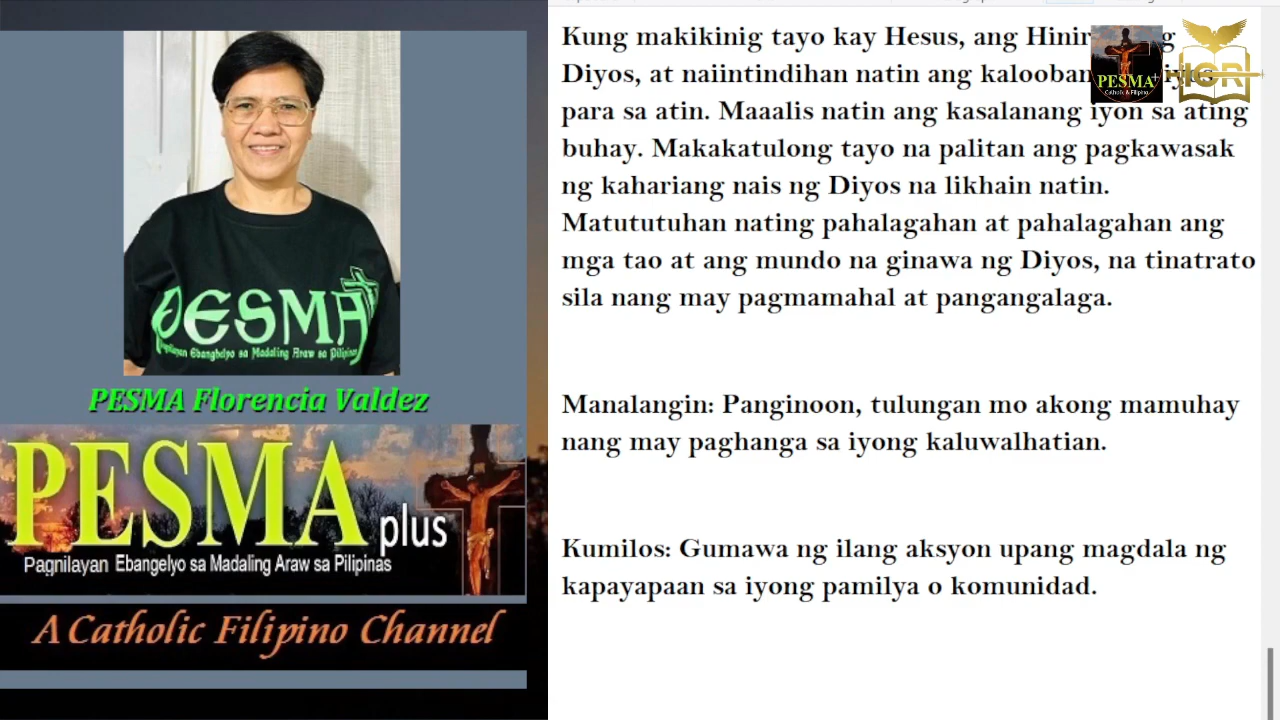 PESMA
Pagnilayan Ebanghelyo sa Madaling Araw sa Pilipinas
PESMA Florencia Valdez
PESMA plus
Pagnilayan Ebangelyo sa Madaling Araw sa Pilipinas
A Catholic Filipino Channel
Kung makikinig tayo kay Hesus, ang
Diyos, at naiintindihan natin ang kalooban
para sa atin. Maaalis natin ang kasalanang iyon sa ating
buhay. Makakatulong tayo na palitan ang pagkawasak
ng kahariang nais ng Diyos na likhain natin.
Matututuhan nating pahalagahan at pahalagahan ang
mga tao at ang mundo na ginawa ng Diyos, na tinatrato
sila nang may pagmamahal at pangangalaga.
Manalangin: Panginoon, tulungan mo akong mamuhay
nang may paghanga sa iyong kaluwalhatian.
Kumilos: Gumawa ng ilang aksyon upang magdala ng
kapayapaan sa iyong pamilya o komunidad.
PESMA
Catholic & Filipino